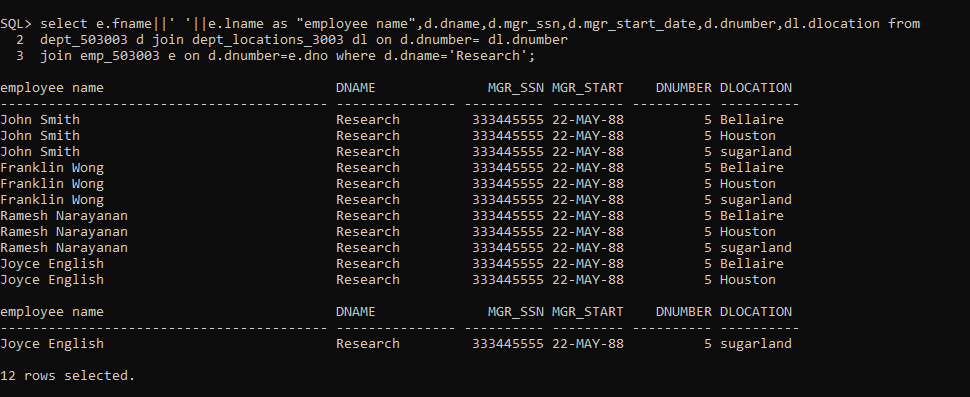 SQL> select e.fname||' '||e.lname as "employee name",d.dname,d.mgr_ssn,d.mgr_start_date,d.dnumber,dl.dlocation from
  2  dept_503003 d join dept_locations_3003 dl on d.dnumber= dl.dnumber
  3  join emp_503003 e on d.dnumber=e.dno where d.dname='Research';
employee name                             DNAME              MGR_SSN MGR_START    DNUMBER DLOCATION
----------------------------------------- --------------- ---------- --------- ---------- ----------
John Smith                                Research         333445555 22-MAY-88          5 Bellaire
John Smith                                Research         333445555 22-MAY-88          5 Houston
John Smith                                Research         333445555 22-MAY-88          5 sugarland
Franklin Wong                             Research         333445555 22-MAY-88          5 Bellaire
Franklin Wong                             Research         333445555 22-MAY-88          5 Houston
Franklin Wong                             Research         333445555 22-MAY-88          5 sugarland
Ramesh Narayanan                          Research         333445555 22-MAY-88          5 Bellaire
Ramesh Narayanan                          Research         333445555 22-MAY-88          5 Houston
Ramesh Narayanan                          Research         333445555 22-MAY-88          5 sugarland
Joyce English                             Research         333445555 22-MAY-88          5 Bellaire
Joyce English                             Research         333445555 22-MAY-88          5 Houston
employee name                             DNAME              MGR_SSN MGR_START    DNUMBER DLOCATION
----------------------------------------- --------------- ---------- --------- ---------- ----------
Joyce English                             Research         333445555 22-MAY-88          5 sugarland
12 rows selected.